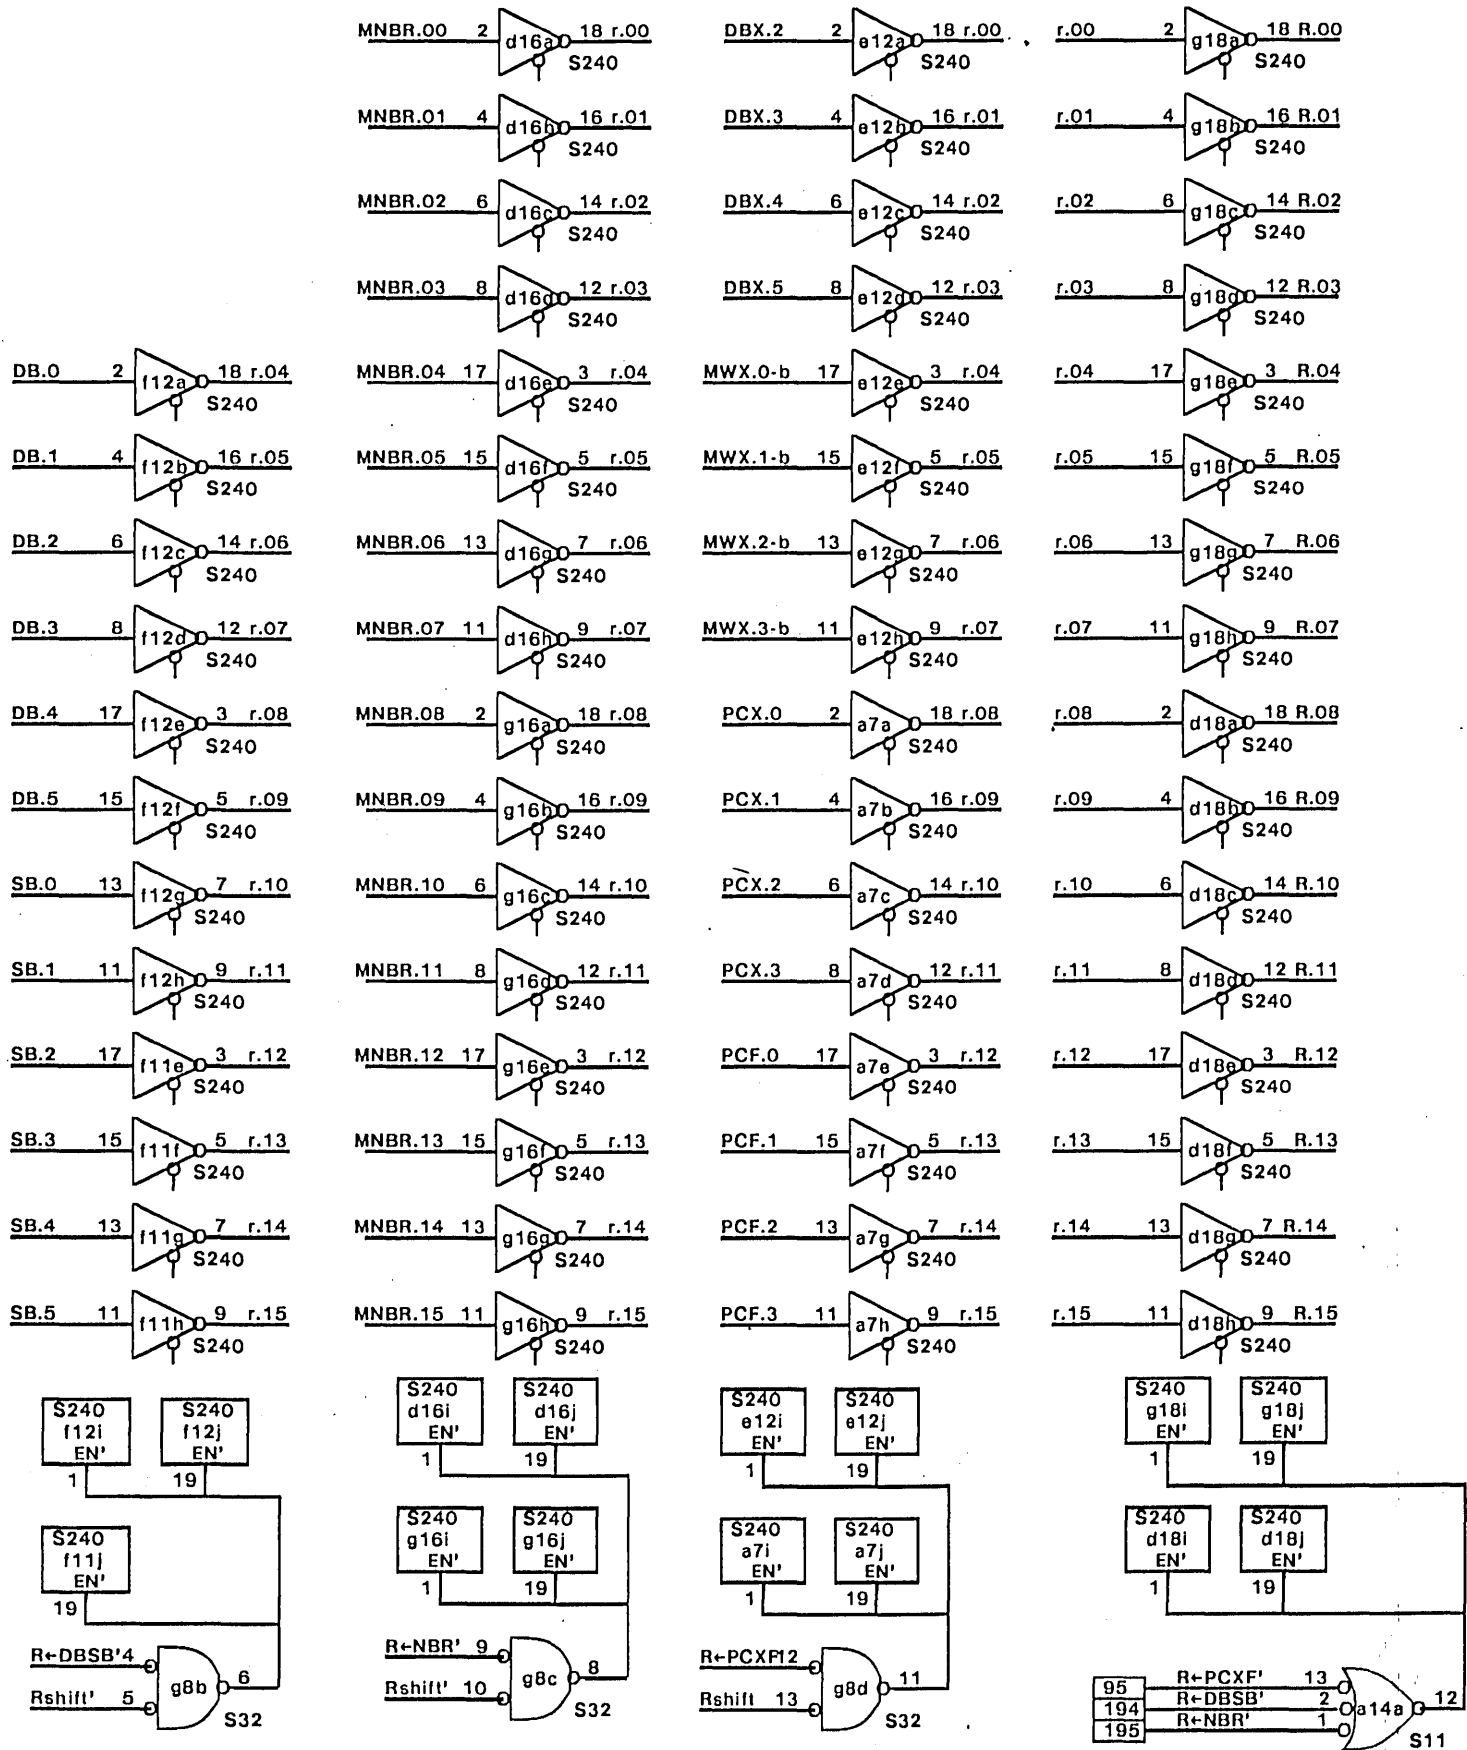 MNBR.00 2 d16a 18 r.00 S240 DBX.2 2 e12a 18 r.00 S240 r.00 2 g18a 18 R.00 S240
MNBR.01 4 d16b 16 r.01 S240 DBX.3 4 e12b 16 r.01 S240 r.01 4 g18b 16 R.01 S240
MNBR.02 6 d16c 14 r.02 S240 DBX.4 6 e12c 14 r.02 S240 r.02 6 g18c 14 R.02 S240
MNBR.03 8 d16d 12 r.03 S240 DBX.5 8 e12d 12 r.03 S240 r.03 8 g18d 12 R.03 S240
DB.0 2 f12a 18 r.04 S240 MNBR.04 17 d16e 3 r.04 S240 MWX.0-b 17 e12e 3 r.04 S240 r.04 17 g18e 3 R.04 S240
DB.1 4 f12b 16 r.05 S240 MNBR.05 15 d16f 5 r.05 S240 MWX.1-b 15 e12f 5 r.05 S240 r.05 15 g18f 5 R.05 S240
DB.2 6 f12c 14 r.06 S240 MNBR.06 13 d16g 7 r.06 S240 MWX.2-b 13 e12g 7 r.06 S240 r.06 13 g18g 7 R.06 S240
DB.3 8 f12d 12 r.07 S240 MNBR.07 11 d16h 9 r.07 S240 MWX.3-b 11 e12h 9 r.07 S240 r.07 11 g18h 9 R.07 S240
DB.4 17 f12e 3 r.08 S240 MNBR.08 2 g16a 18 r.08 S240 PCX.0 2 a7a 18 r.08 S240 r.08 2 d18a 18 R.08 S240
DB.5 15 f12f 5 r.09 S240 MNBR.09 4 g16b 16 r.09 S240 PCX.1 4 a7b 16 r.09 S240 r.09 4 d18b 16 R.09 S240
SB.0 13 f12g 7 r.10 S240 MNBR.10 6 g16c 14 r.10 S240 PCX.2 6 a7c 14 r.10 S240 r.10 6 d18c 14 R.10 S240
SB.1 11 f12h 9 r.11 S240 MNBR.11 8 g16d 12 r.11 S240 PCX.3 8 a7d 12 r.11 S240 r.11 8 d18d 12 R.11 S240
SB.2 17 f11e 3 r.12 S240 MNBR.12 17 g16e 3 r.12 S240 PCF.0 17 a7e 3 r.12 S240 r.12 17 d18e 3 R.12 S240
SB.3 15 f11f 5 r.13 S240 MNBR.13 15 g16f 5 r.13 S240 PCF.1 15 a7f 5 r.13 S240 r.13 15 d18f 5 R.13 S240
SB.4 13 f11g 7 r.14 S240 MNBR.14 13 g16g 7 r.14 S240 PCF.2 13 a7g 7 r.14 S240 r.14 13 d18g 7 R.14 S240
SB.5 11 f11h 9 r.15 S240 MNBR.15 11 g16h 9 r.15 S240 PCF.3 11 a7h 9 r.15 S240 r.15 11 d18h 9 R.15 S240
S240 S240 S240 S240 S240 S240 S240 S240
f12i f12j d16i d16j e12i e12j g18i g18j
EN' EN' EN' EN' EN' EN' EN' EN'
1 19 1 19 1 19 1 19
S240 S240 S240 S240 S240 S240 S240
f11j g16i g16j a7i a7j d18i d18j
EN' EN' EN' EN' EN' EN' EN'
19 1 19 1 19 1 19
R←DBSB' 4
g8b 6
Rshift' 5
S32
R←NBR' 9
g8c 8
Rshift' 10
S32
R←PCXF 12
g8d 11
Rshift 13
S32
95 R←PCXF' 13
194 R←DBSB' 2 a14a 12
195 R←NBR' 1
S11